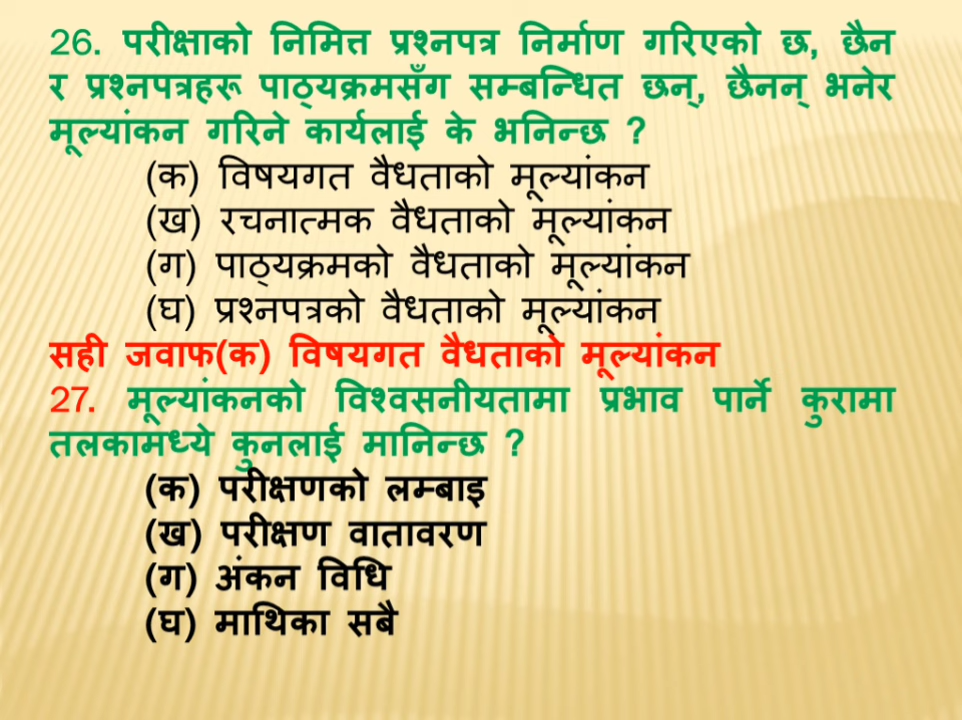 26. परीक्षाको निमित्त प्रश्नपत्र निर्माण गरिएको छ, छैन
र प्रश्नपत्रहरू पाठ्यक्रमसँग सम्बन्धित छन्, छैनन् भनेर
मूल्यांकन गरिने कार्यलाई के भनिन्छ ?
(क) विषयगत वैधताको मूल्यांकन
(ख) रचनात्मक वैधताको मूल्यांकन
(ग) पाठ्यक्रमको वैधताको मूल्यांकन
(घ) प्रश्नपत्रको वैधताको मूल्यांकन
सही जवाफ(क) विषयगत वैधताको मूल्यांकन
27. मूल्यांकनको विश्वसनीयतामा प्रभाव पार्ने कुरामा
तलकामध्ये कुनलाई मानिन्छ ?
(क) परीक्षणको लम्बाइ
(ख) परीक्षण वातावरण
(ग) अंकन विधि
(घ) माथिका सबै